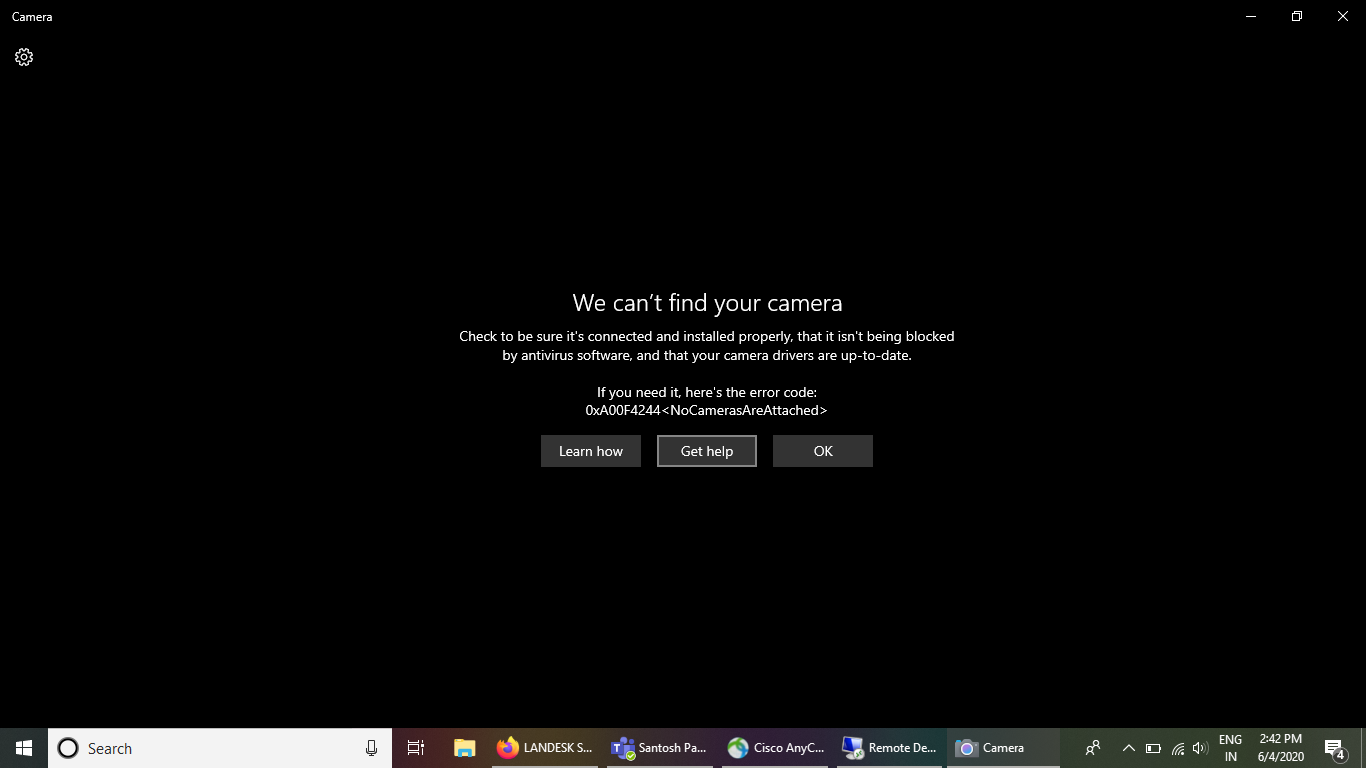 Camera
We can't find your camera
Check to be sure it's connected and installed properly, that it isn't being blocked
by antivirus software, and that your camera drivers are up-to-date.
If you need it, here's the error code:
0xA00F4244<NoCamerasAreAttached>
Learn how
Get help
OK
Search
LANDESK S...
Santosh Pa...
Cisco AnyC...
Remote De...
Camera
ENG
IN
2:42 PM
6/4/2020
4